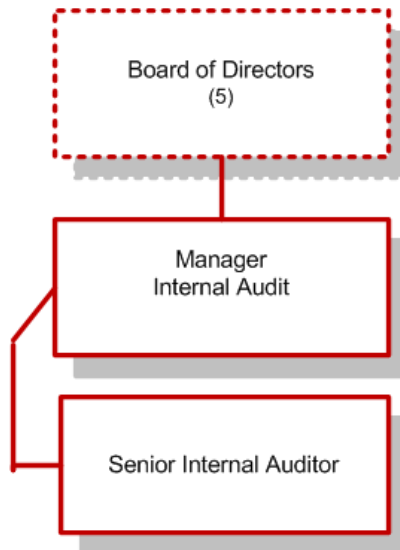 Board of Directors
(5)
Manager
Internal Audit
Senior Internal Auditor